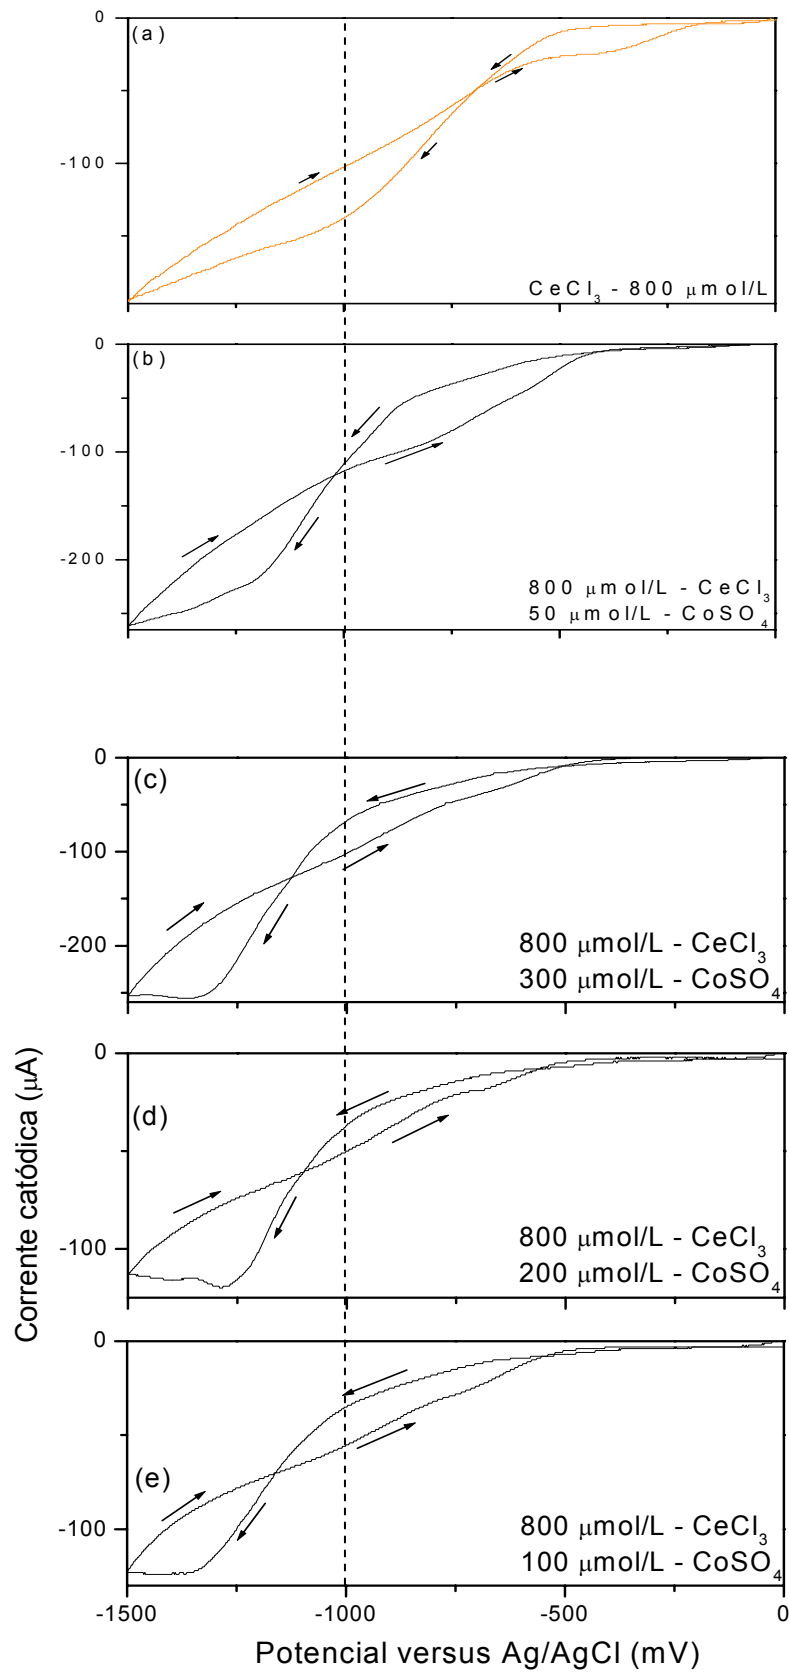 0
(a)
-100
CeCl3 - 800 μmol/L
0
(b)
-100
-200
800 μmol/L - CeCl3
50 μmol/L - CoSO4
0
(c)
-100
-200
800 μmol/L - CeCl3
300 μmol/L - CoSO4
0
(d)
-100
800 μmol/L - CeCl3
200 μmol/L - CoSO4
Corrente catódica (μA)
0
(e)
-100
800 μmol/L - CeCl3
100 μmol/L - CoSO4
-1500 -1000 -500 0
Potencial versus Ag/AgCl (mV)